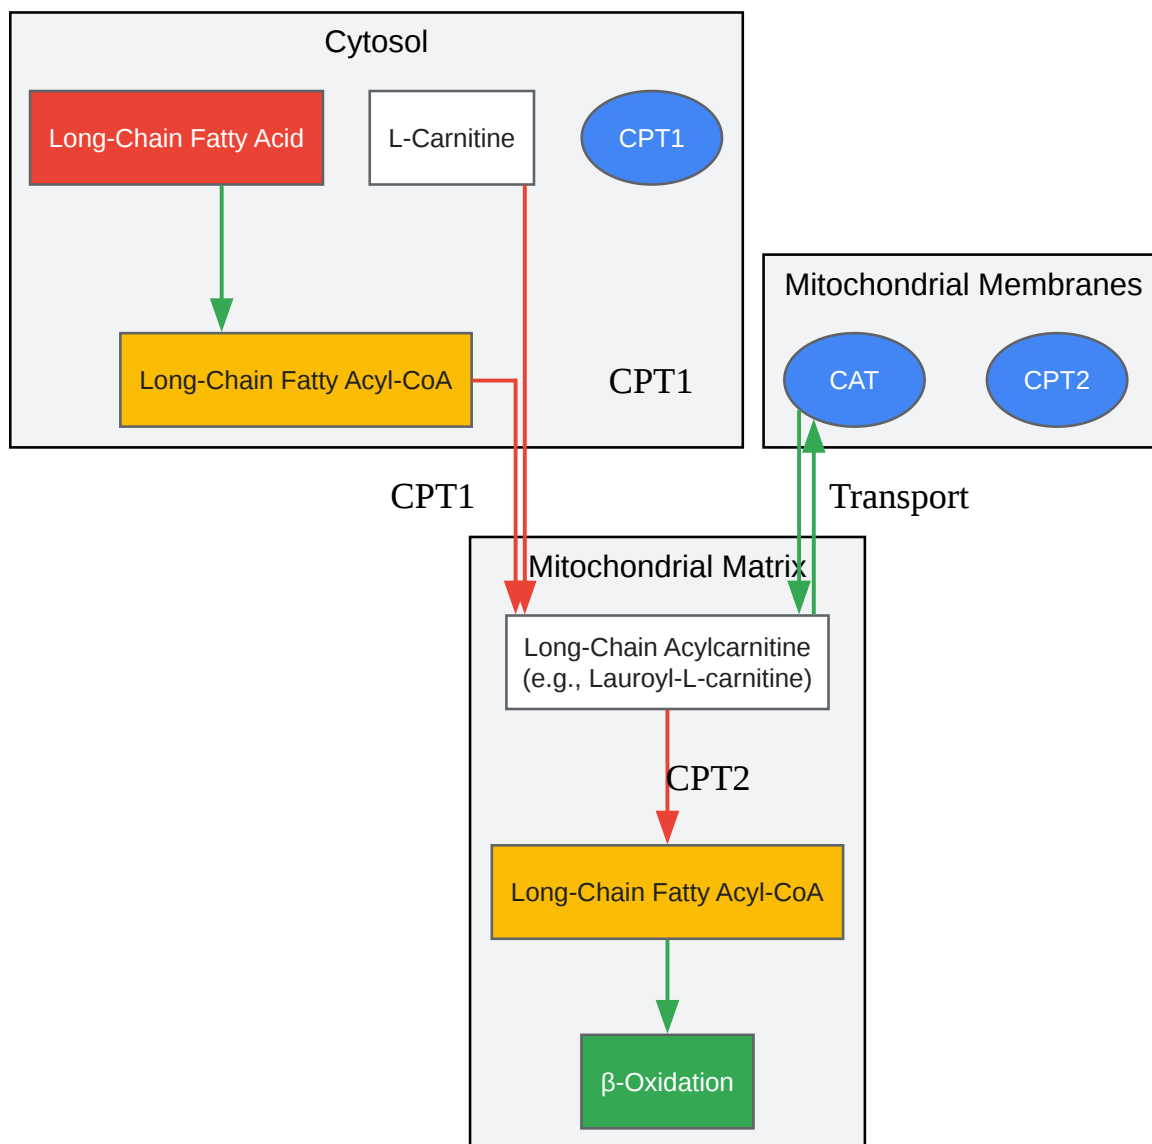 Cytosol
Long-Chain Fatty Acid
L-Carnitine
CPT1
Mitochondrial Membranes
Long-Chain Fatty Acyl-CoA
CPT1
CAT
CPT2
CPT1
Transport
Mitochondrial Matrix
Long-Chain Acylcarnitine
(e.g., Lauroyl-L-carnitine)
CPT2
Long-Chain Fatty Acyl-CoA
β-Oxidation